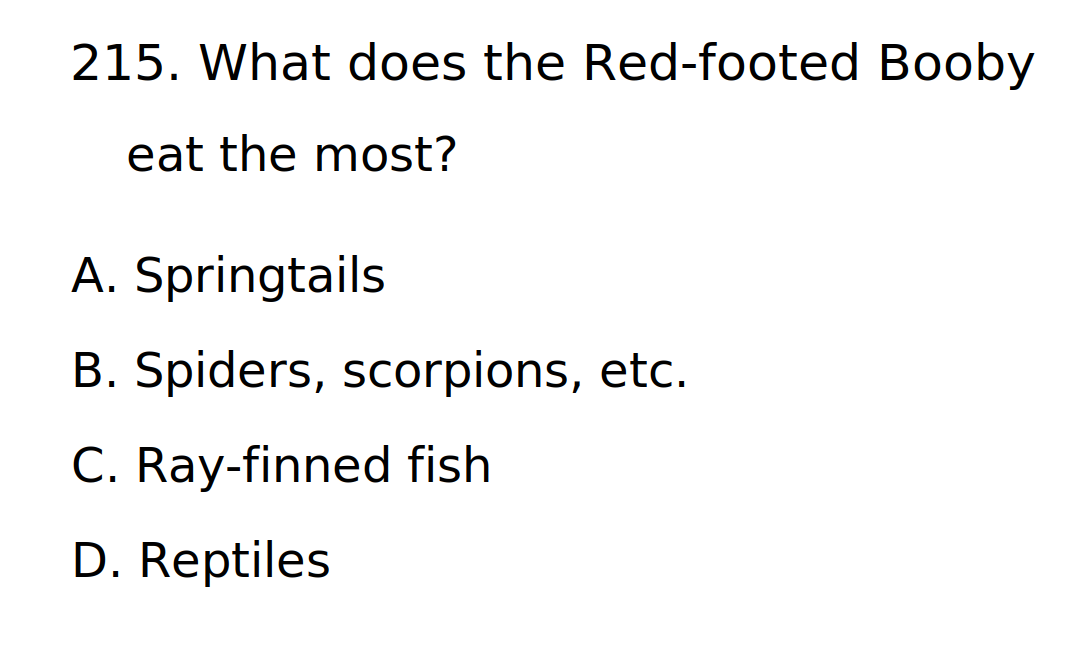 215. What does the Red-footed Booby
eat the most?
A. Springtails
B. Spiders, scorpions, etc.
C. Ray-finned fish
D. Reptiles